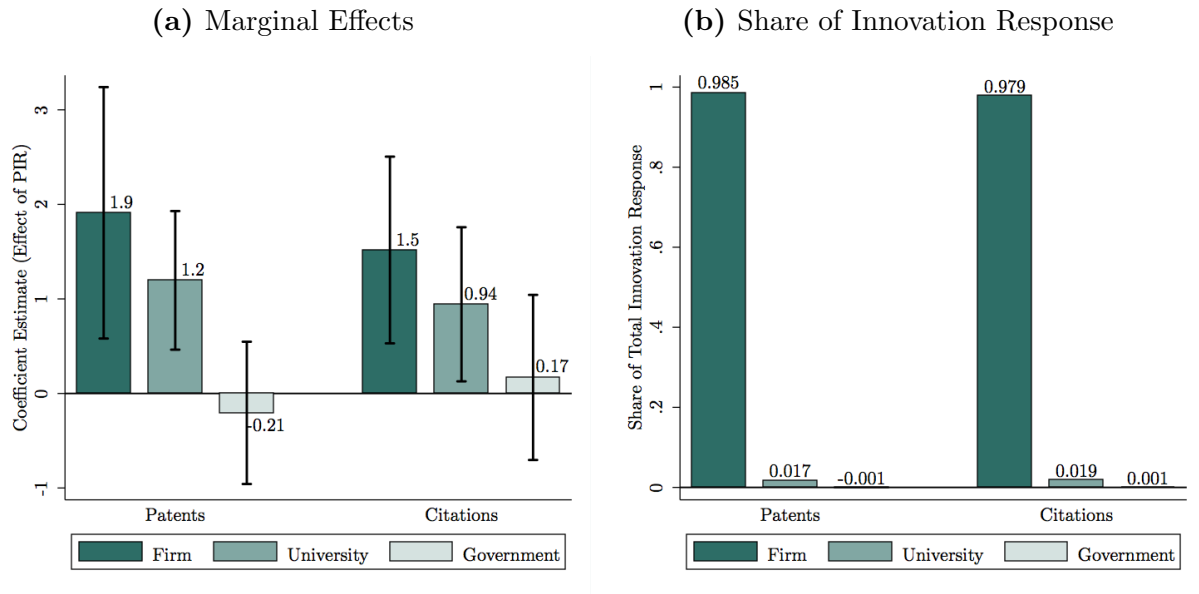 (a) Marginal Effects
Coefficient Estimate (Effect of PIR)
3
2
1
0
-1
1.9
1.2
-0.21
1.5
0.94
0.17
Patents
Citations
Firm University Government
(b) Share of Innovation Response
Share of Total Innovation Response
1
.8
.6
.4
.2
0
0.985
0.017
-0.001
0.979
0.019
0.001
Patents
Citations
Firm University Government